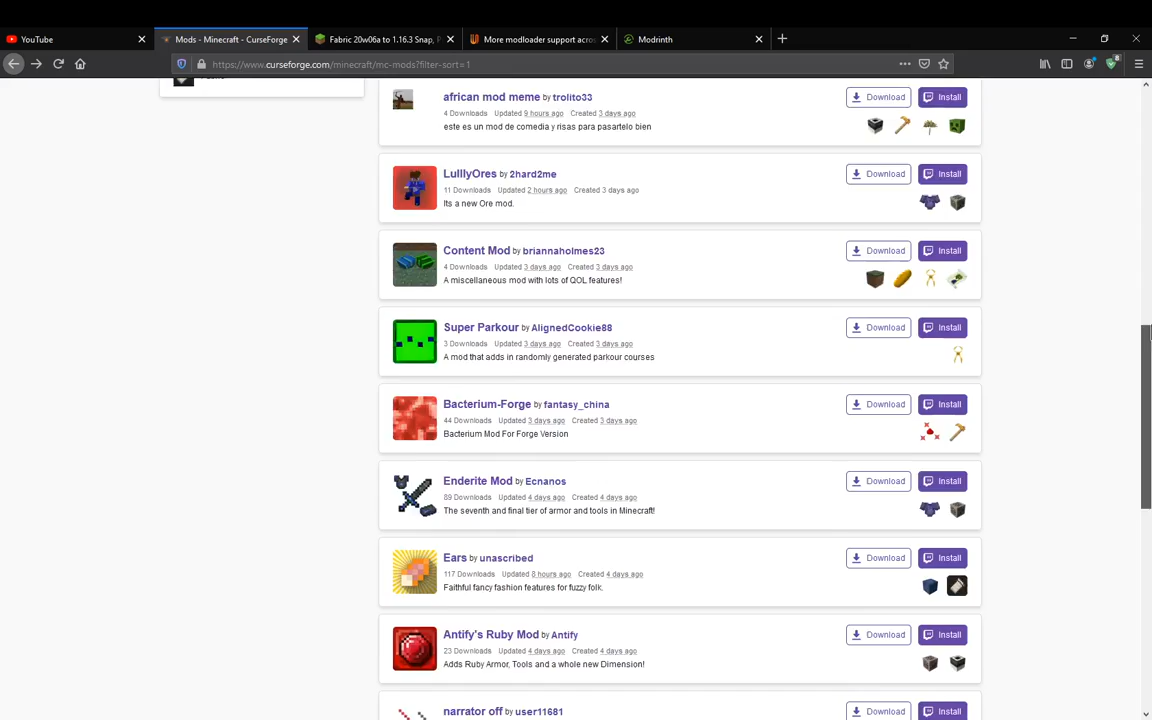 YouTube
Mods - Minecraft - CurseForge
Fabric 20w06a to 1.16.3 Snap, P
More modloader support acros
Modrinth
https://www.curseforge.com/minecraft/mc-mods?filter-sort=1
8
african mod meme by trolito33
Download
Install
4 Downloads Updated 9 hours ago Created 3 days ago
este es un mod de comedia y risas para pasartelo bien
LulllyOres by 2hard2me
Download
Install
11 Downloads Updated 2 hours ago Created 3 days ago
Its a new Ore mod.
Content Mod by briannaholmes23
Download
Install
4 Downloads Updated 3 days ago Created 3 days ago
A miscellaneous mod with lots of QOL features!
Super Parkour by AlignedCookie88
Download
Install
3 Downloads Updated 3 days ago Created 3 days ago
A mod that adds in randomly generated parkour courses
Bacterium-Forge by fantasy_china
Download
Install
44 Downloads Updated 3 days ago Created 3 days ago
Bacterium Mod For Forge Version
Enderite Mod by Ecnanos
Download
Install
89 Downloads Updated 4 days ago Created 4 days ago
The seventh and final tier of armor and tools in Minecraft!
Ears by unascribed
Download
Install
117 Downloads Updated 8 hours ago Created 4 days ago
Faithful fancy fashion features for fuzzy folk.
Antify's Ruby Mod by Antify
Download
Install
23 Downloads Updated 4 days ago Created 4 days ago
Adds Ruby Armor, Tools and a whole new Dimension!
narrator off by user11681
Download
Install